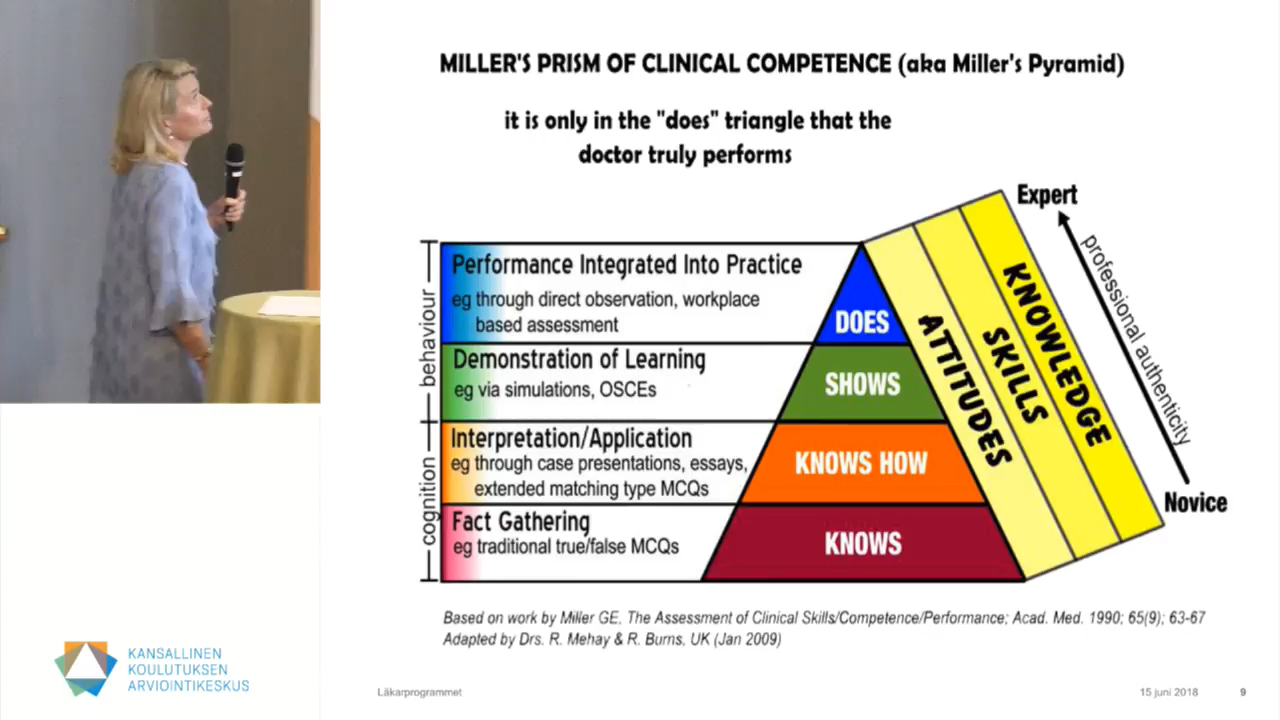 MILLER'S PRISM OF CLINICAL COMPETENCE (aka Miller's Pyramid)
it is only in the "does" triangle that the
doctor truly performs
Expert
professional authenticity
Novice
behaviour
cognition
Performance Integrated Into Practice
eg through direct observation, workplace
based assessment
DOES
Demonstration of Learning
eg via simulations, OSCEs
SHOWS
Interpretation/Application
eg through case presentations, essays,
extended matching type MCQs
KNOWS HOW
Fact Gathering
eg traditional true/false MCQs
KNOWS
ATTITUDES
SKILLS
KNOWLEDGE
Based on work by Miller GE, The Assessment of Clinical Skills/Competence/Performance; Acad. Med. 1990; 65(9); 63-67
Adapted by Drs. R. Mehay & R. Burns, UK (Jan 2009)
KANSALLINEN
KOULUTUKSEN
ARVIOINTIKESKUS
Läkarprogrammet
15 juni 2018
9